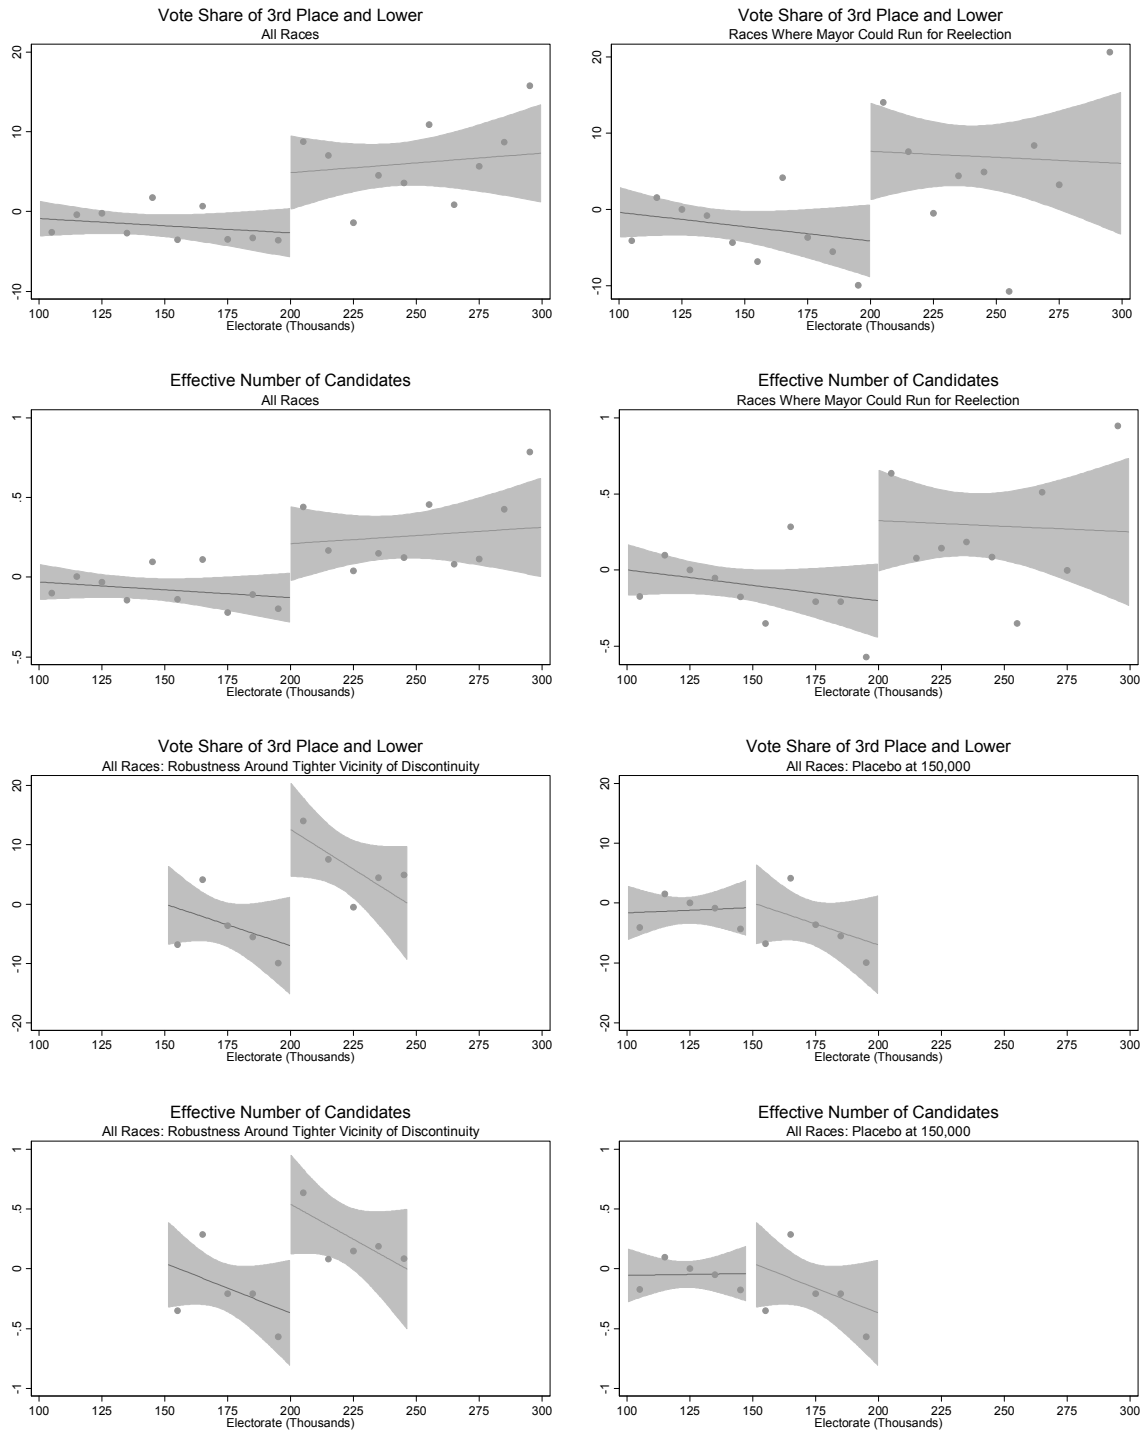 Vote Share of 3rd Place and Lower
All Races
20
10
0
-10
100 125 150 175 200 225 250 275 300
Electorate (Thousands)
Vote Share of 3rd Place and Lower
Races Where Mayor Could Run for Reelection
20
10
0
-10
100 125 150 175 200 225 250 275 300
Electorate (Thousands)
Effective Number of Candidates
All Races
1
.5
0
-.5
100 125 150 175 200 225 250 275 300
Electorate (Thousands)
Effective Number of Candidates
Races Where Mayor Could Run for Reelection
1
.5
0
-.5
100 125 150 175 200 225 250 275 300
Electorate (Thousands)
Vote Share of 3rd Place and Lower
All Races: Robustness Around Tighter Vicinity of Discontinuity
20
10
0
-10
-20
100 125 150 175 200 225 250 275 300
Electorate (Thousands)
Vote Share of 3rd Place and Lower
All Races: Placebo at 150,000
20
10
0
-10
-20
100 125 150 175 200 225 250 275 300
Electorate (Thousands)
Effective Number of Candidates
All Races: Robustness Around Tighter Vicinity of Discontinuity
1
.5
0
-.5
-1
100 125 150 175 200 225 250 275 300
Electorate (Thousands)
Effective Number of Candidates
All Races: Placebo at 150,000
1
.5
0
-.5
-1
100 125 150 175 200 225 250 275 300
Electorate (Thousands)